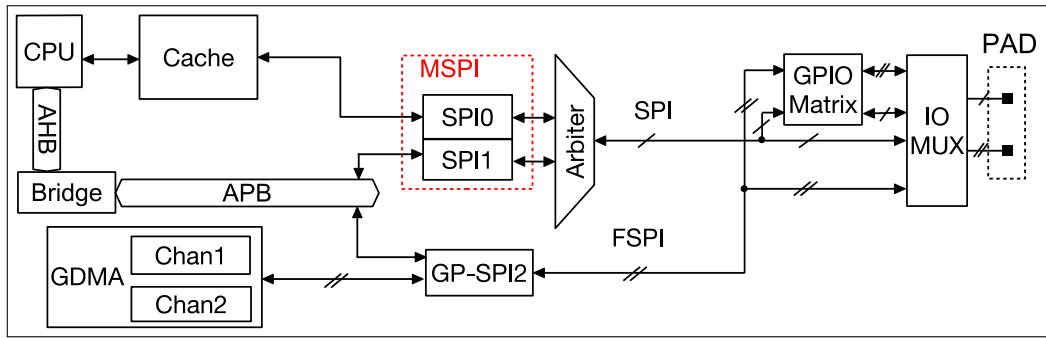 CPU
Cache
MSPI
SPI0
SPI1
Arbiter
SPI
GPIO
Matrix
IO
MUX
PAD
AHB
Bridge
APB
FSPI
GDMA
Chan1
Chan2
GP-SPI2